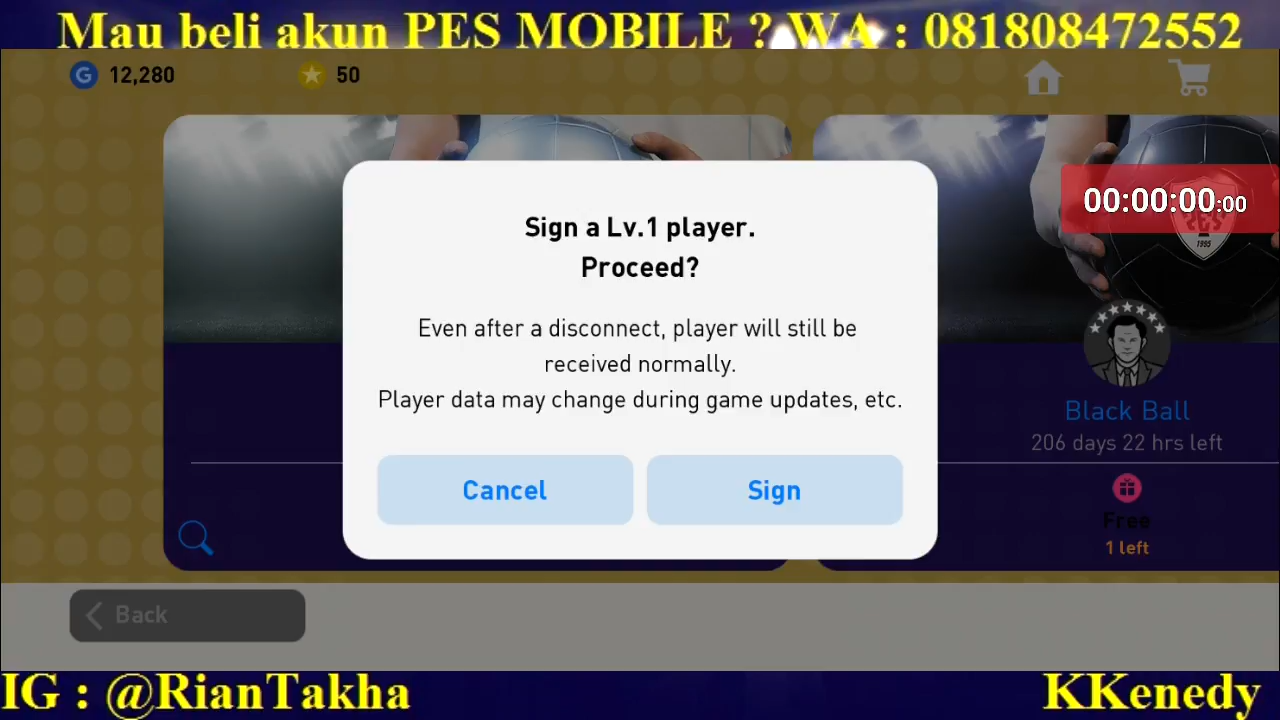 Mau beli akun PES MOBILE ? WA : 081808472552
G 12,280
50
00:00:00:00
1995
Sign a Lv.1 player.
Proceed?
Even after a disconnect, player will still be
received normally.
Player data may change during game updates, etc.
Cancel
Sign
Black Ball
206 days 22 hrs left
Free
1 left
Back
IG : @RianTakha
KKenedy